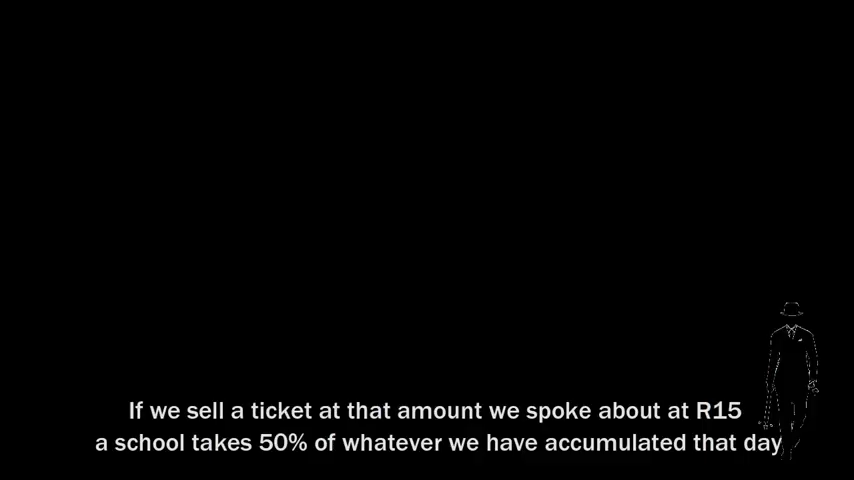 If we sell a ticket at that amount we spoke about at R15
a school takes 50% of whatever we have accumulated that day